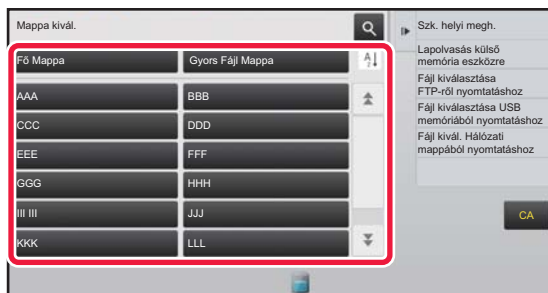 Mappa kivál.
Fő Mappa
Gyors Fájl Mappa
AAA
BBB
CCC
DDD
EEE
FFF
GGG
HHH
III III
JJJ
KKK
LLL
Szk. helyi megh.
Lapolvasás külső
memória eszközre
Fájl kiválasztása
FTP-ről nyomtatáshoz
Fájl kiválasztása USB
memóriából nyomtatáshoz
Fájl kivál. Hálózati
mappából nyomtatáshoz
CA